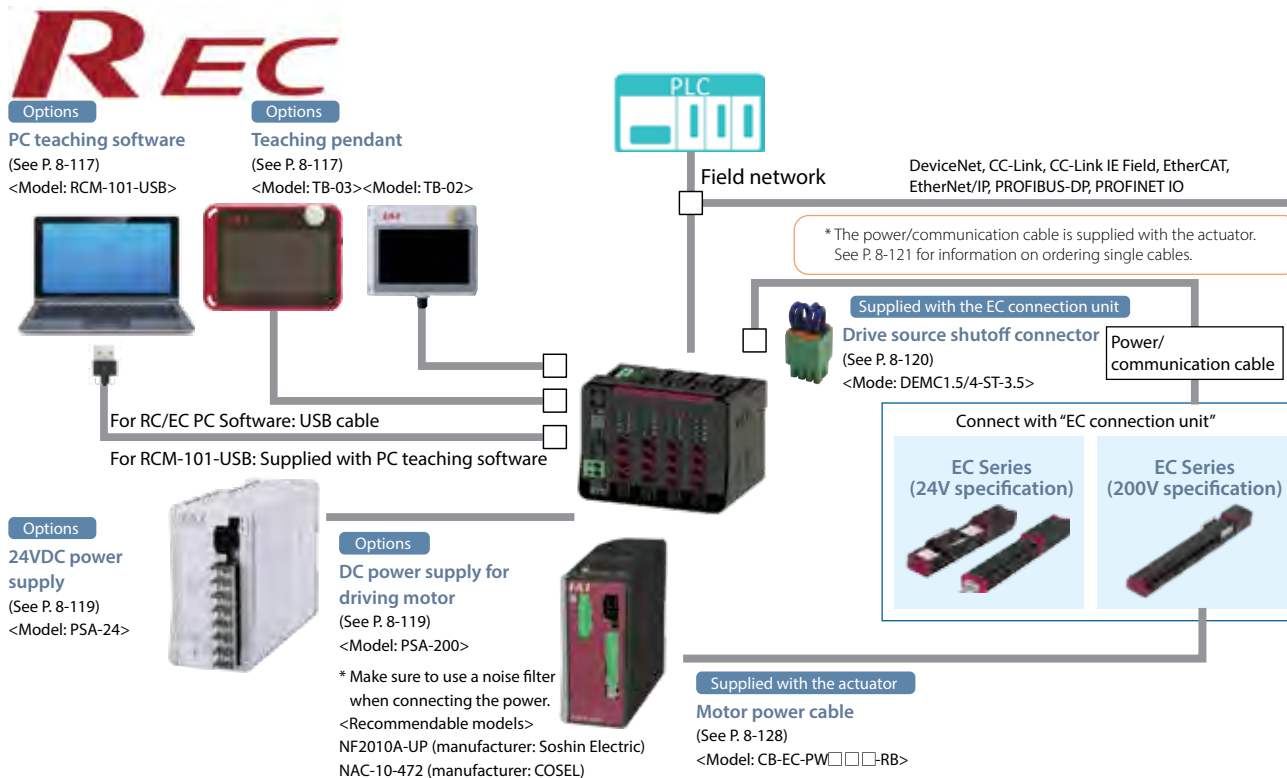 REC
Options
PC teaching software
(See P. 8-117)
<Model: RCM-101-USB>
Options
Teaching pendant
(See P. 8-117)
<Model: TB-03><Model: TB-02>
PLC
Field network
DeviceNet, CC-Link, CC-Link IE Field, EtherCAT,
EtherNet/IP, PROFIBUS-DP, PROFINET IO
* The power/communication cable is supplied with the actuator.
See P. 8-121 for information on ordering single cables.
IAI
IAI
Supplied with the EC connection unit
Drive source shutoff connector
(See P. 8-120)
<Mode: DEMC1.5/4-ST-3.5>
Power/
communication cable
For RC/EC PC Software: USB cable
For RCM-101-USB: Supplied with PC teaching software
Connect with “EC connection unit”
EC Series
(24V specification)
EC Series
(200V specification)
Options
24VDC power
supply
(See P. 8-119)
<Model: PSA-24>
IAI
Options
DC power supply for
driving motor
(See P. 8-119)
<Model: PSA-200>
* Make sure to use a noise filter
when connecting the power.
<Recommendable models>
NF2010A-UP (manufacturer: Soshin Electric)
NAC-10-472 (manufacturer: COSEL)
IAI
Supplied with the actuator
Motor power cable
(See P. 8-128)
<Model: CB-EC-PW□□□-RB>